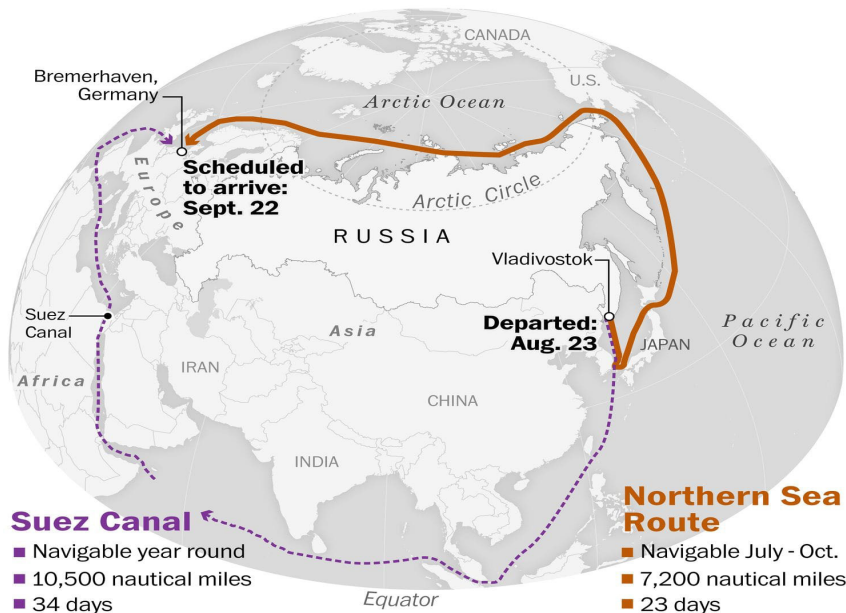 CANADA
U.S.
Bremerhaven,
Germany
Arctic Ocean
Europe
Scheduled
to arrive:
Sept. 22
Arctic Circle
RUSSIA
Vladivostok
Suez
Canal
Asia
Departed:
Aug. 23
Pacific
Ocean
JAPAN
IRAN
Africa
CHINA
INDIA
Suez Canal
Navigable year round
10,500 nautical miles
34 days
Equator
Northern Sea
Route
Navigable July - Oct.
7,200 nautical miles
23 days